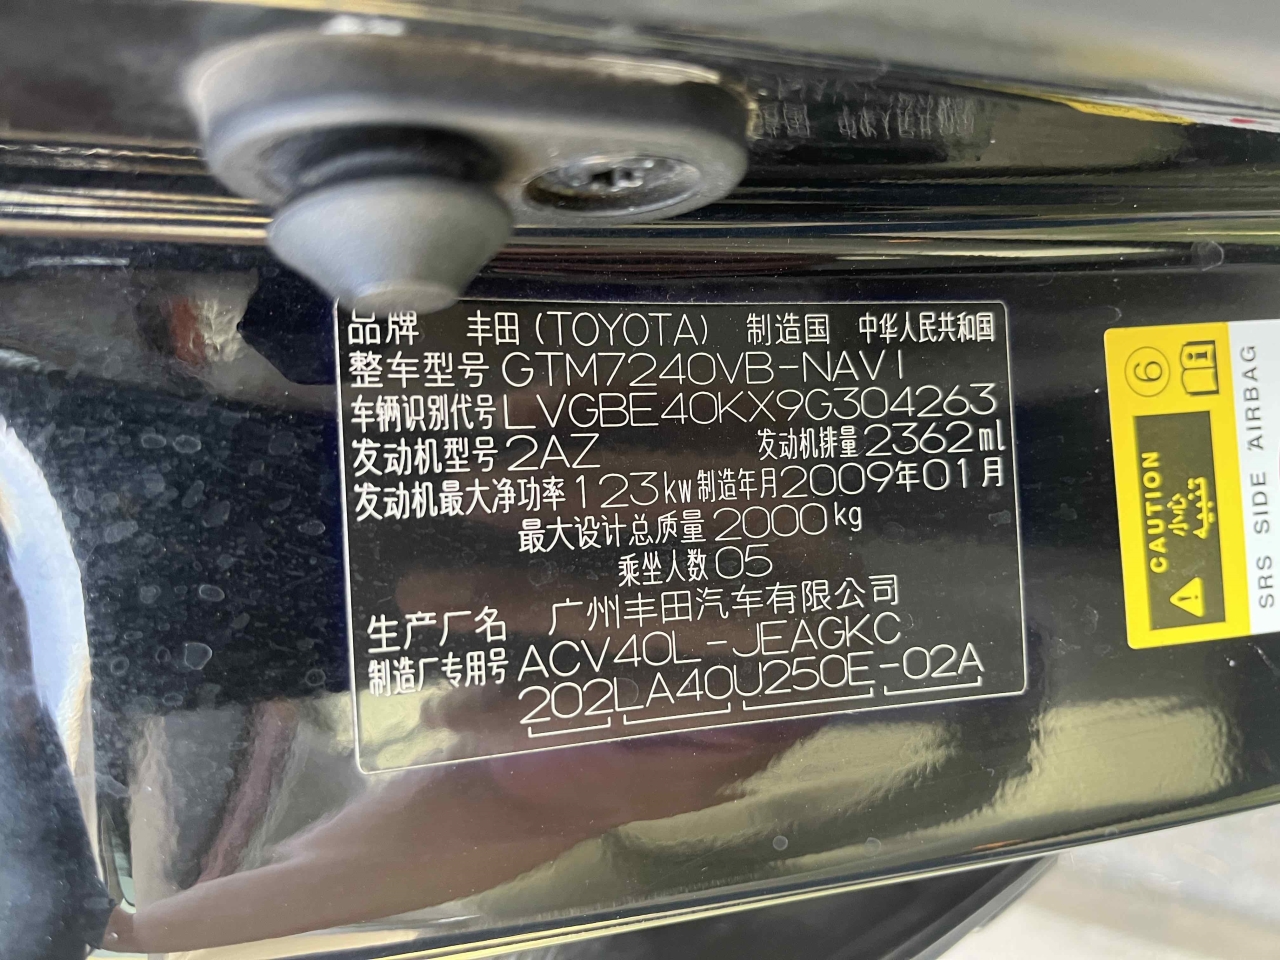 品牌 丰田(TOYOTA) 制造国 中华人民共和国
整车型号 GTM7240VB-NAVI
车辆识别代号 LVGBE40KX9G304263
发动机型号 2AZ 发动机排量 2362ml
发动机最大净功率 123kw 制造年月 2009年01月
最大设计总质量 2000kg
乘坐人数 05
生产厂名 广州丰田汽车有限公司
制造厂专用号 ACV40L-JEAGKC
202LA40U250E-02A
6
CAUTION
小心
تنبيه
SRS SIDE AIRBAG